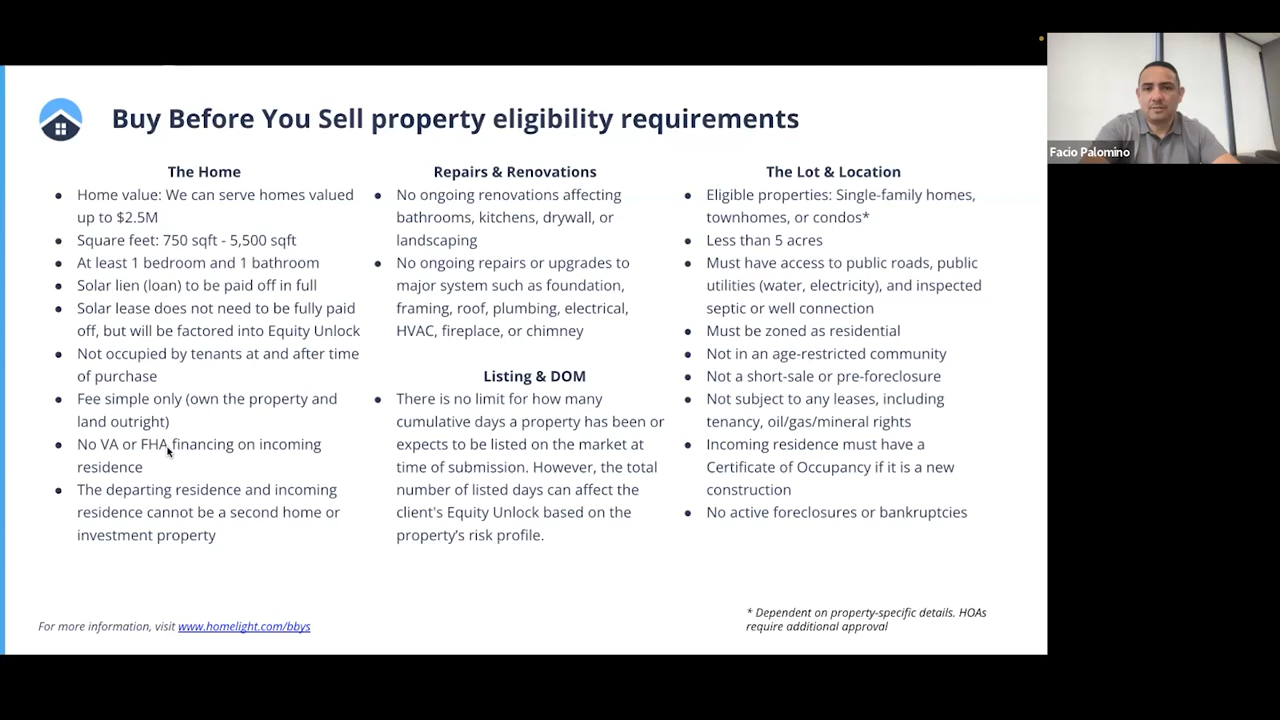 Buy Before You Sell property eligibility requirements
The Home
Home value: We can serve homes valued
up to $2.5M
Square feet: 750 sqft - 5,500 sqft
At least 1 bedroom and 1 bathroom
Solar lien (loan) to be paid off in full
Solar lease does not need to be fully paid
off, but will be factored into Equity Unlock
Not occupied by tenants at and after time
of purchase
Fee simple only (own the property and
land outright)
No VA or FHA financing on incoming
residence
The departing residence and incoming
residence cannot be a second home or
investment property
Repairs & Renovations
No ongoing renovations affecting
bathrooms, kitchens, drywall, or
landscaping
No ongoing repairs or upgrades to
major system such as foundation,
framing, roof, plumbing, electrical,
HVAC, fireplace, or chimney
Listing & DOM
There is no limit for how many
cumulative days a property has been or
expects to be listed on the market at
time of submission. However, the total
number of listed days can affect the
client's Equity Unlock based on the
property's risk profile.
The Lot & Location
Eligible properties: Single-family homes,
townhomes, or condos*
Less than 5 acres
Must have access to public roads, public
utilities (water, electricity), and inspected
septic or well connection
Must be zoned as residential
Not in an age-restricted community
Not a short-sale or pre-foreclosure
Not subject to any leases, including
tenancy, oil/gas/mineral rights
Incoming residence must have a
Certificate of Occupancy if it is a new
construction
No active foreclosures or bankruptcies
For more information, visit www.homelight.com/bbys
* Dependent on property-specific details. HOAs
require additional approval
Facio Palomino